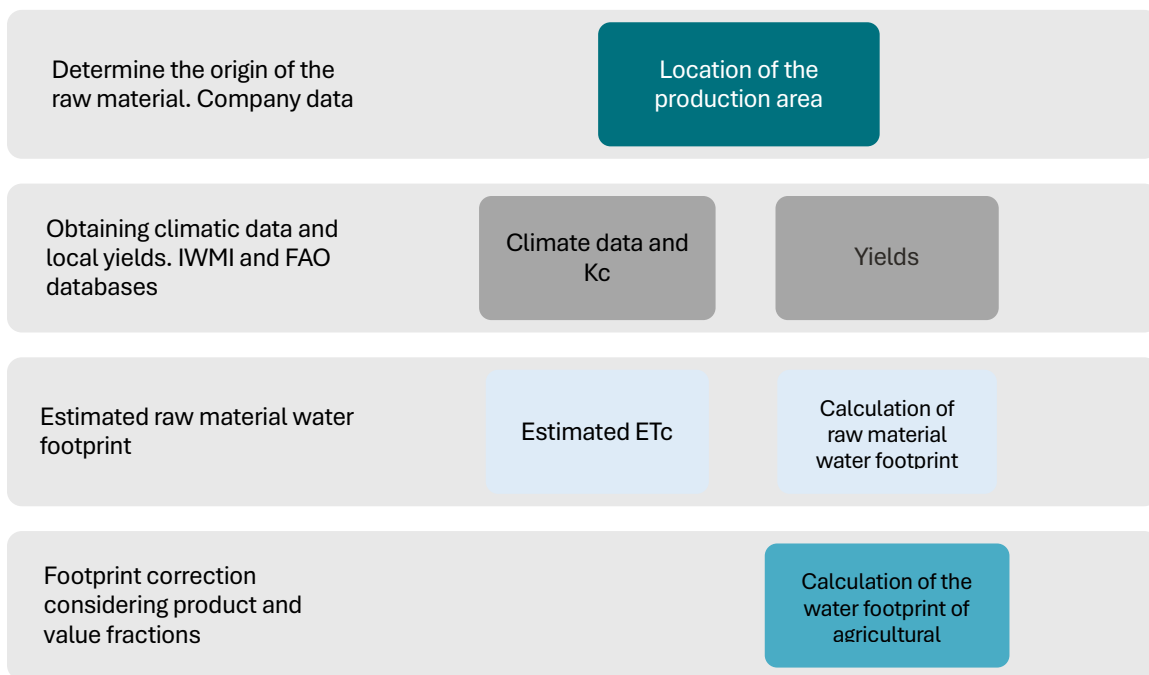 Determine the origin of the
raw material. Company data
Location of the
production area
Obtaining climatic data and
local yields. IWMI and FAO
databases
Climate data and
Kc
Yields
Estimated raw material water
footprint
Estimated ETc
Calculation of
raw material
water footprint
Footprint correction
considering product and
value fractions
Calculation of the
water footprint of
agricultural